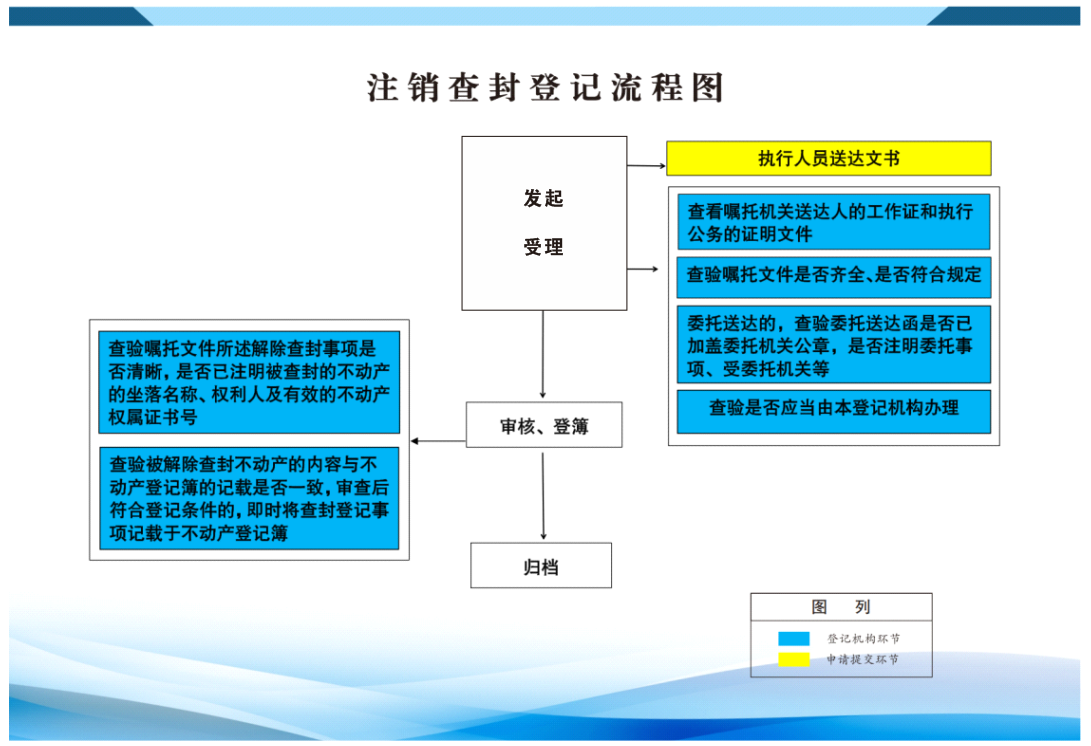 注销查封登记流程图
发起
受理
执行人员送达文书
查看嘱托机关送达人的工作证和执行
公务的证明文件
查验嘱托文件是否齐全、是否符合规定
委托送达的，查验委托送达函是否已
加盖委托机关公章，是否注明委托事
项、受委托机关等
查验是否应当由本登记机构办理
查验嘱托文件所述解除查封事项是
否清晰，是否已注明被查封的不动产
的坐落名称、权利人及有效的不动产
权属证书号
审核、登簿
查验被解除查封不动产的内容与不
动产登记簿的记载是否一致，审查后
符合登记条件的，即时将查封登记事
项记载于不动产登记簿
归档
图 列
登记机构环节
申请提交环节